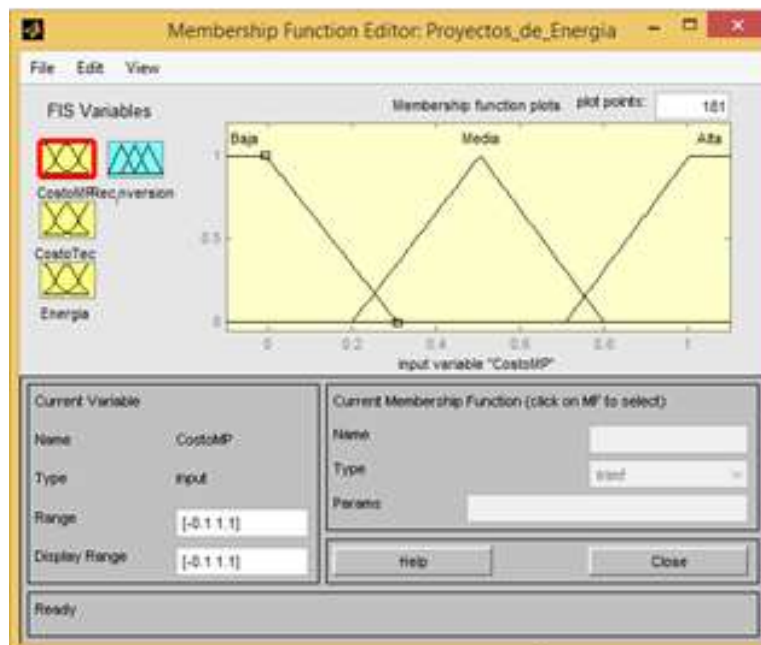 Membership Function Editor: Proyectos_de_Energia
File Edit View
FIS Variables
Membership function plots plot points: 181
Baja Media Alta
1
0.5
0
0 0.2 0.4 0.6 0.8 1
input variable "CostoMP"
CostoMP
CostoTec
Energia
Current Variable
Name CostoMP
Type input
Range [-0.1 1.1]
Display Range [-0.1 1.1]
Current Membership Function (click on MF to select)
Name
Type trimf
Params
Help Close
Ready